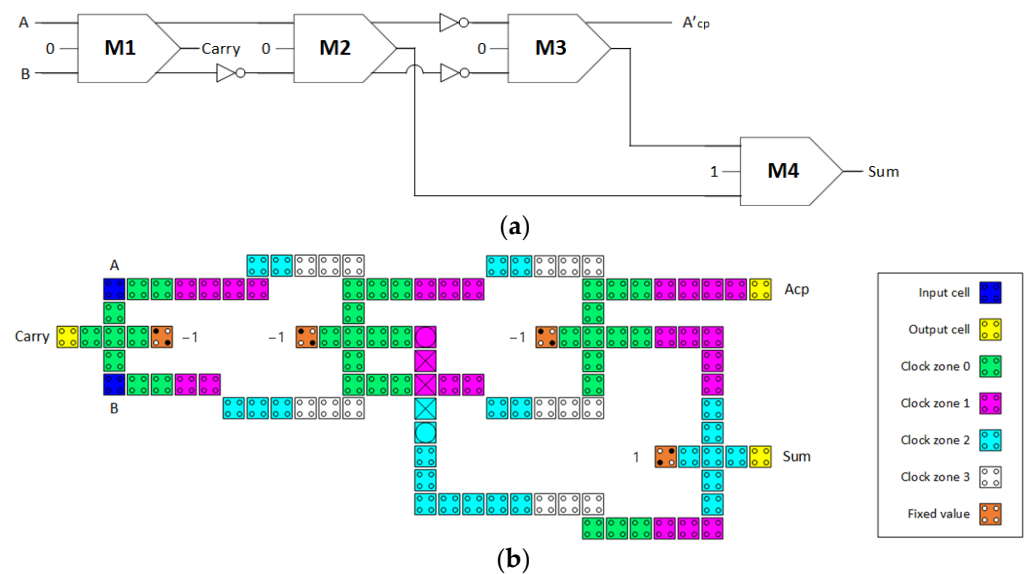 A
A'cp
0
M1
Carry
0
M2
0
M3
B
1
M4
Sum
(a)
A
Input cell
Acp
Output cell
Carry
−1
−1
−1
Clock zone 0
B
Clock zone 1
Clock zone 2
1
Sum
Clock zone 3
Fixed value
(b)